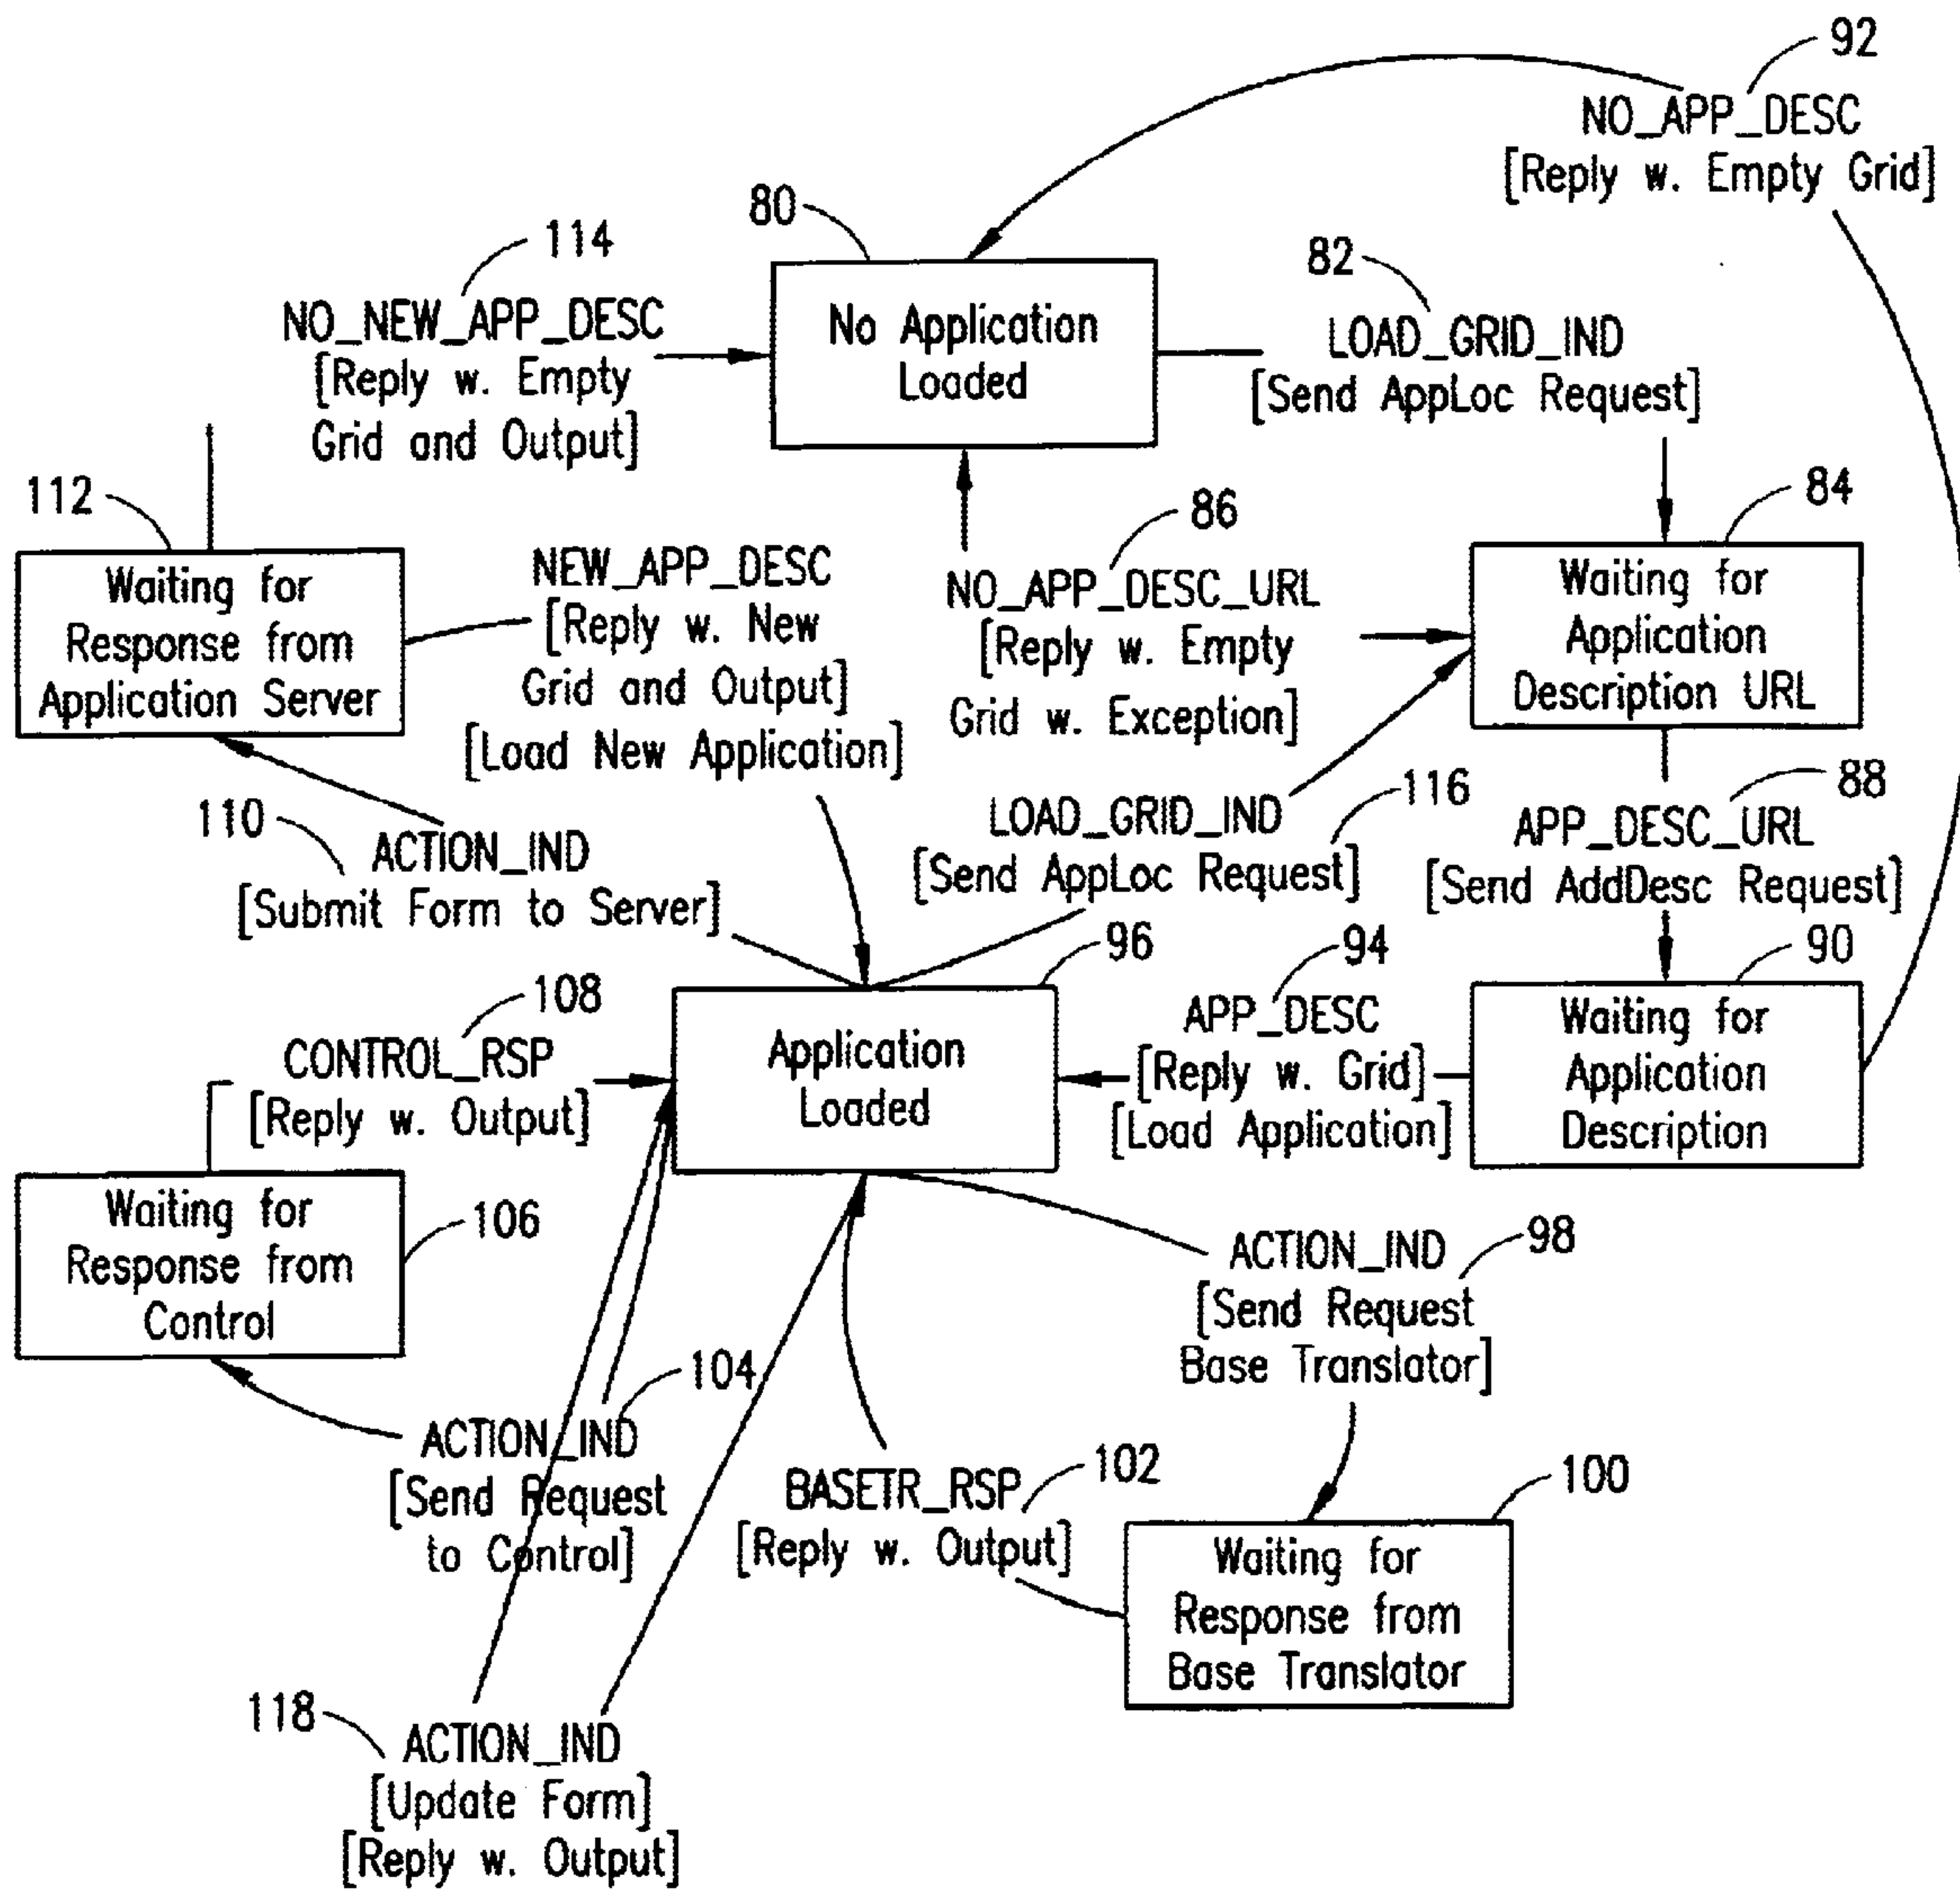 92
NO_APP_DESC
[Reply w. Empty Grid]
80
No Application
Loaded
82
LOAD_GRID_IND
[Send AppLoc Request]
114
NO_NEW_APP_DESC
[Reply w. Empty
Grid and Output]
112
Waiting for
Response from
Application Server
NEW_APP_DESC
[Reply w. New
Grid and Output]
[Load New Application]
86
NO_APP_DESC_URL
[Reply w. Empty
Grid w. Exception]
84
Waiting for
Application
Description URL
110
ACTION_IND
[Submit Form to Server]
LOAD_GRID_IND
116
[Send AppLoc Request]
88
APP_DESC_URL
[Send AddDesc Request]
108
CONTROL_RSP
[Reply w. Output]
96
Application
Loaded
94
APP_DESC
[Reply w. Grid]
[Load Application]
90
Waiting for
Application
Description
Waiting for
Response from
Control
106
ACTION_IND
98
[Send Request
Base Translator]
104
ACTION_IND
[Send Request
to Control]
BASETR_RSP
102
[Reply w. Output]
100
Waiting for
Response from
Base Translator
118
ACTION_IND
[Update Form]
[Reply w. Output]